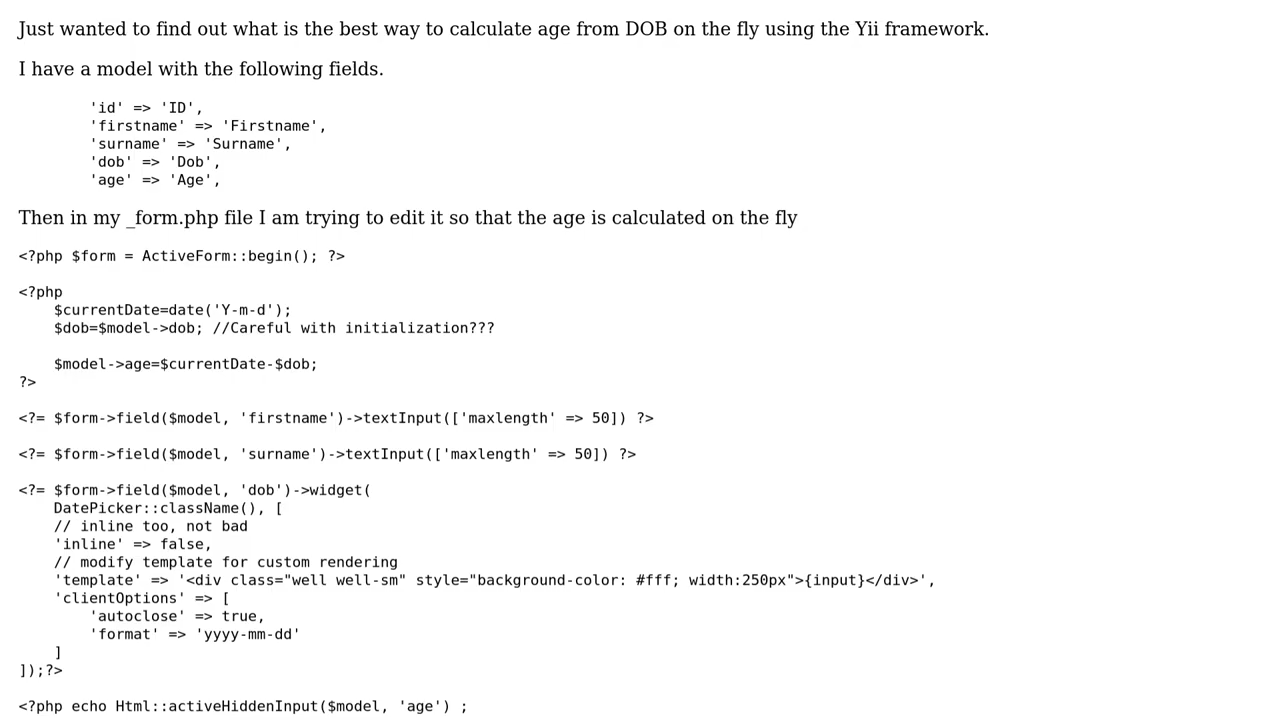 Just wanted to find out what is the best way to calculate age from DOB on the fly using the Yii framework.
I have a model with the following fields.
'id' => 'ID',
'firstname' => 'Firstname',
'surname' => 'Surname',
'dob' => 'Dob',
'age' => 'Age',
Then in my _form.php file I am trying to edit it so that the age is calculated on the fly
<?php $form = ActiveForm::begin(); ?>
<?php
    $currentDate=date('Y-m-d');
    $dob=$model->dob; //Careful with initialization???
    $model->age=$currentDate-$dob;
?>
<?= $form->field($model, 'firstname')->textInput(['maxlength' => 50]) ?>
<?= $form->field($model, 'surname')->textInput(['maxlength' => 50]) ?>
<?= $form->field($model, 'dob')->widget(
    DatePicker::className(), [
    // inline too, not bad
    'inline' => false,
    // modify template for custom rendering
    'template' => '<div class="well well-sm" style="background-color: #fff; width:250px">{input}</div>',
    'clientOptions' => [
        'autoclose' => true,
        'format' => 'yyyy-mm-dd'
    ]
]);?>
<?php echo Html::activeHiddenInput($model, 'age') ;